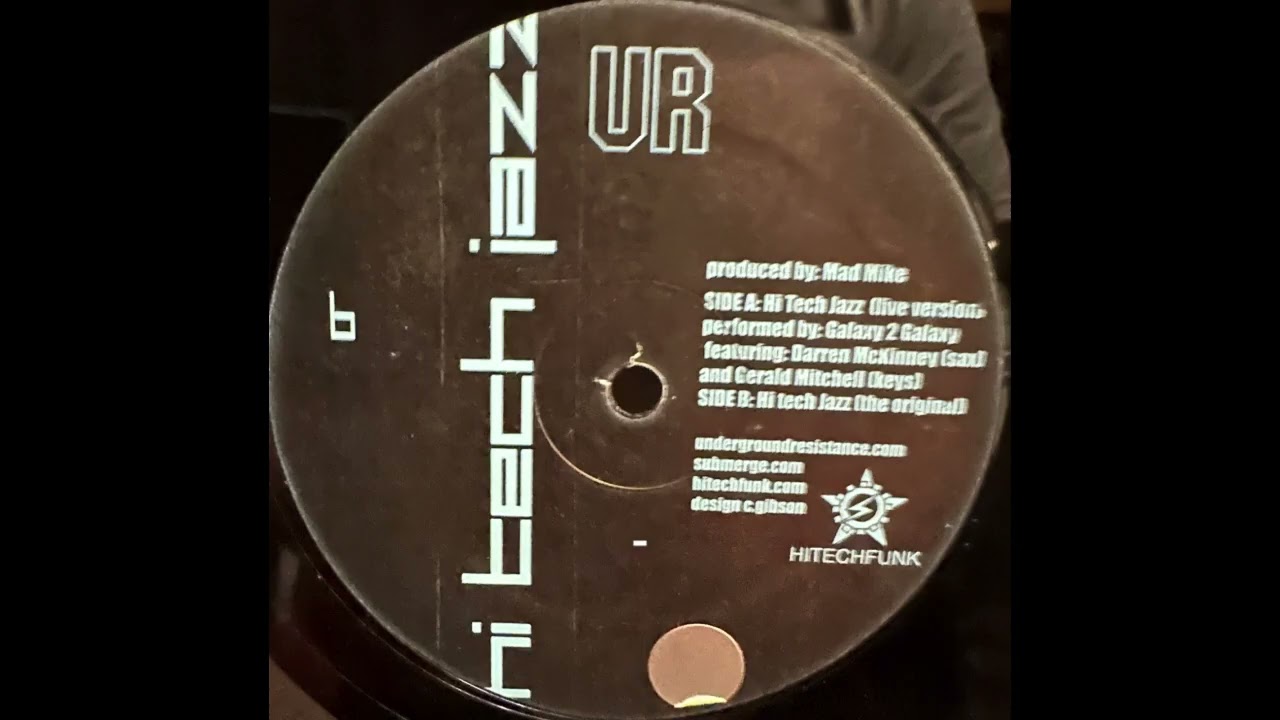 UR
hi tech jazz
b
produced by: Mad Mike
SIDE A: Hi Tech Jazz (live version)
performed by: Galaxy 2 Galaxy
featuring: Darren McKinney (sax)
and Gerald Mitchell (keys)
SIDE B: Hi tech Jazz (the original)
undergroundresistance.com
submerge.com
hitechfunk.com
design c.gibson
HITECHFUNK